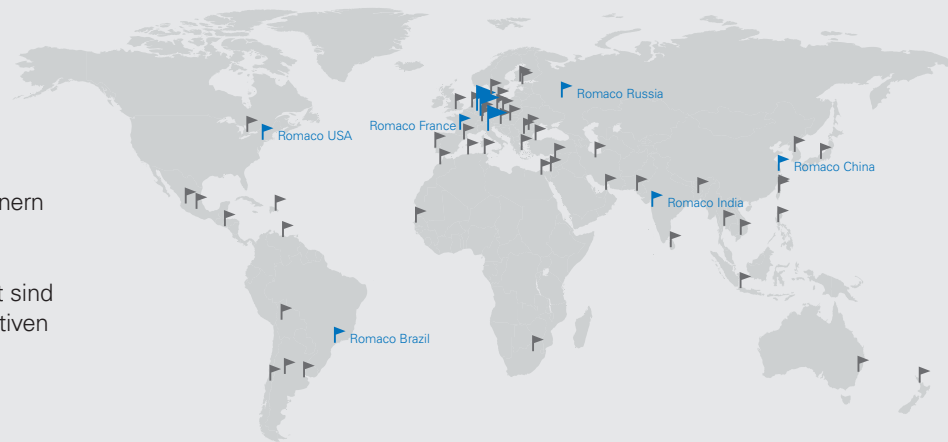 nern
t sind
tiven
Romaco Russia
Romaco France
Romaco USA
Romaco China
Romaco India
Romaco Brazil